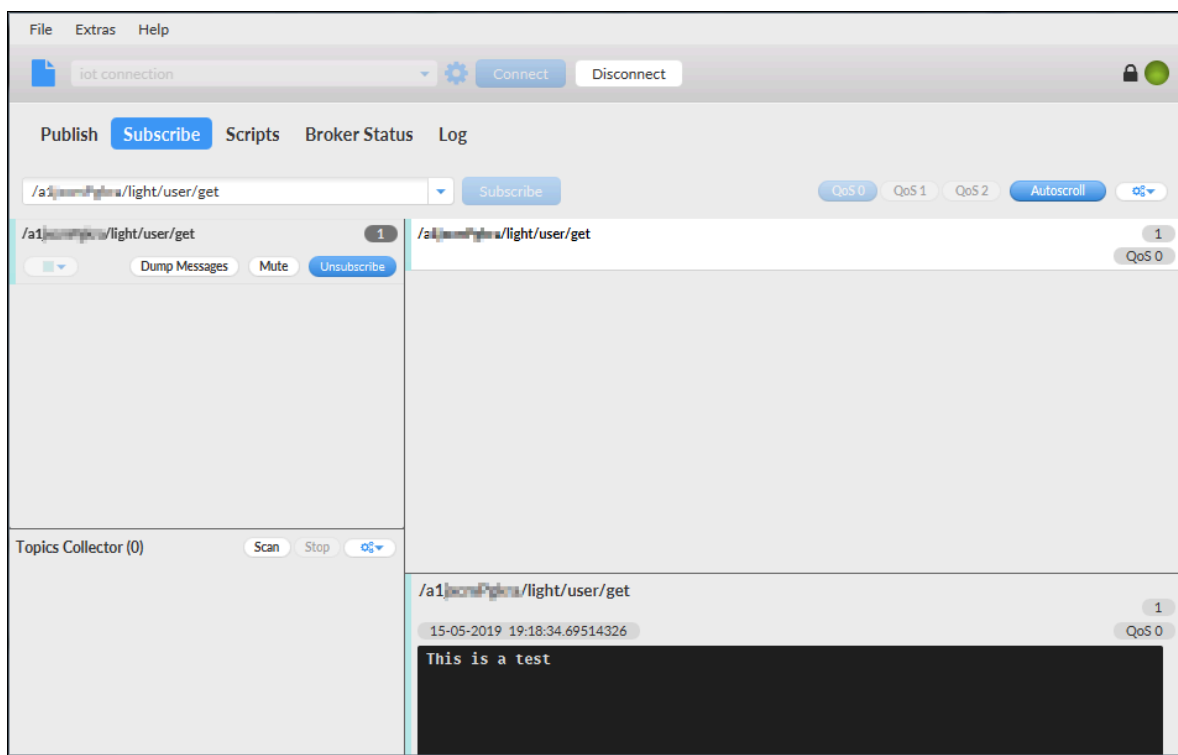 File Extras Help
iot connection Connect Disconnect
Publish Subscribe Scripts Broker Status Log
/a1 /light/user/get Subscribe QoS 0 QoS 1 QoS 2 Autoscroll
/a1 /light/user/get 1
Dump Messages Mute Unsubscribe
/a /light/user/get 1
QoS 0
Topics Collector (0) Scan Stop
/a1 /light/user/get
1
15-05-2019 19:18:34.69514326 QoS 0
This is a test